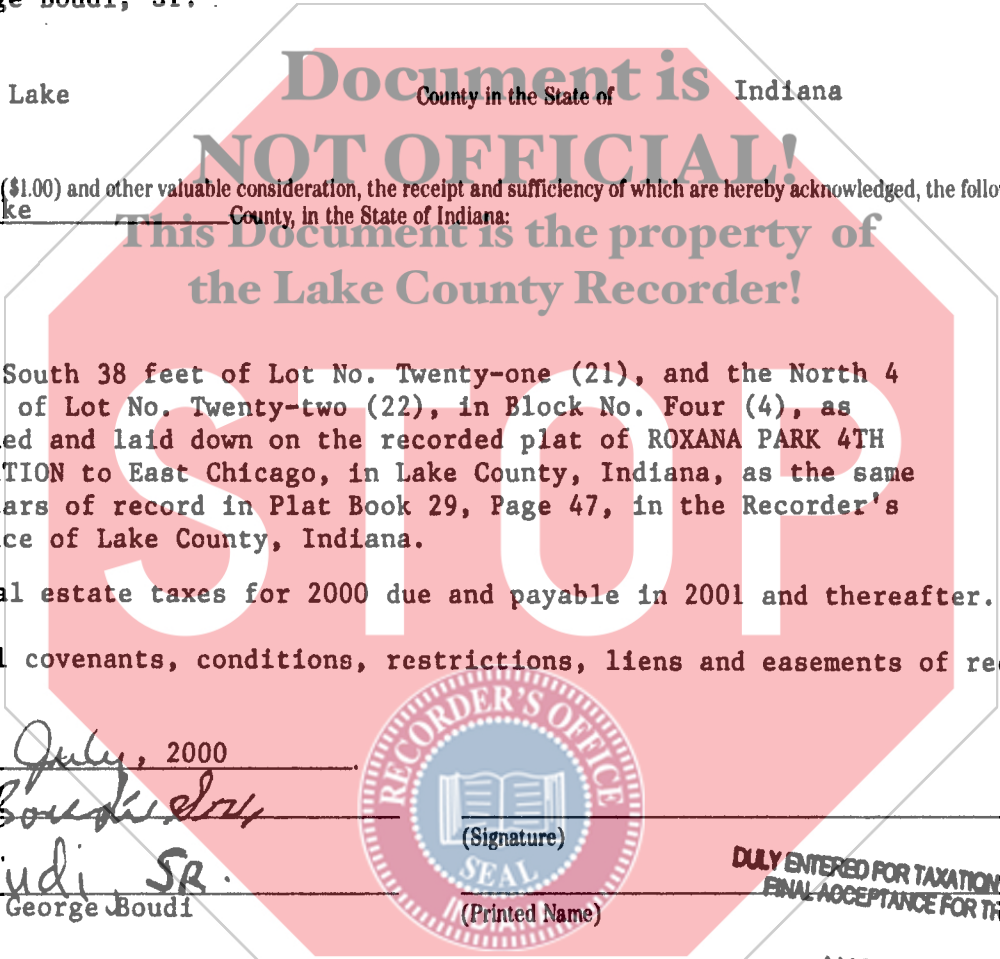 Boudi, Sr.
Document is
Lake County in the State of Indiana
NOT OFFICIAL!
($1.00) and other valuable consideration, the receipt and sufficiency of which are hereby acknowledged, the follo
ke County, in the State of Indiana:
This Document is the property of
the Lake County Recorder!
STOP
South 38 feet of Lot No. Twenty-one (21), and the North 4
of Lot No. Twenty-two (22), in Block No. Four (4), as
ed and laid down on the recorded plat of ROXANA PARK 4TH
TION to East Chicago, in Lake County, Indiana, as the same
ars of record in Plat Book 29, Page 47, in the Recorder's
ce of Lake County, Indiana.
al estate taxes for 2000 due and payable in 2001 and thereafter.
l covenants, conditions, restrictions, liens and easements of re
RECORDER'S OFFICE
July, 2000
(Signature)
SEAL
DULY ENTERED FOR TAXATION
FINAL ACCEPTANCE FOR TR
udi, SR.
George Boudi
(Printed Name)
INDIANA